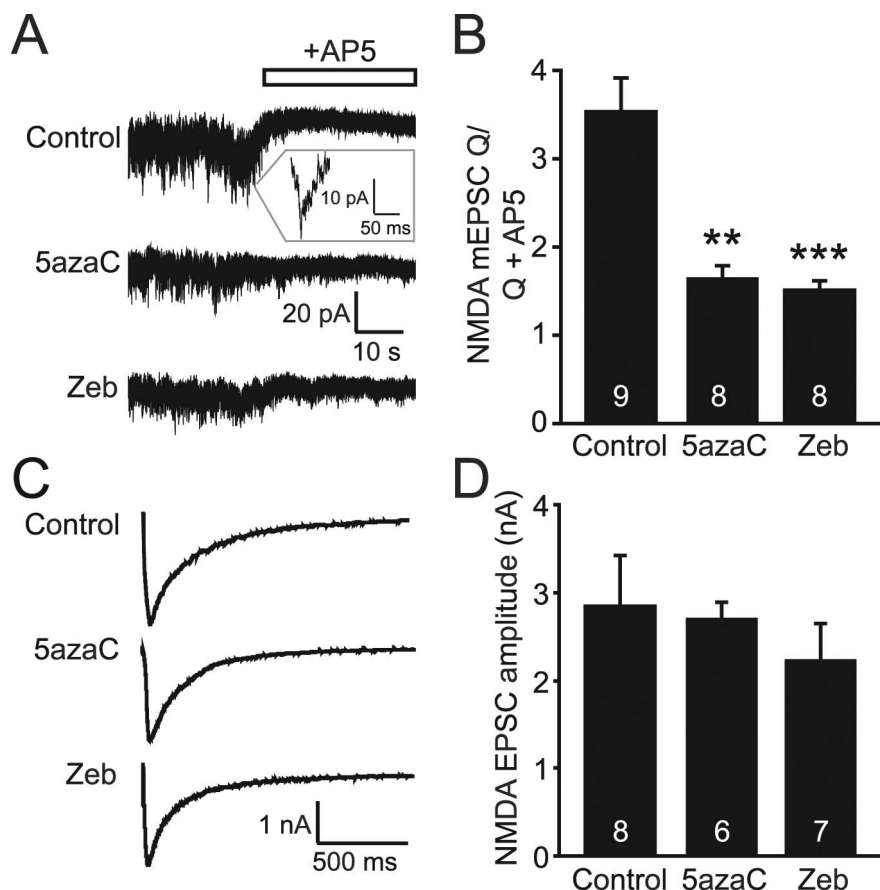 A
+AP5
Control
10 pA
50 ms
5azaC
20 pA
10 s
Zeb
B
NMDA mEPSC Q/
Q + AP5
4
3
2
1
0
**
***
9
8
8
Control
5azaC
Zeb
C
Control
5azaC
Zeb
1 nA
500 ms
D
NMDA EPSC amplitude (nA)
4
3
2
1
0
8
6
7
Control
5azaC
Zeb